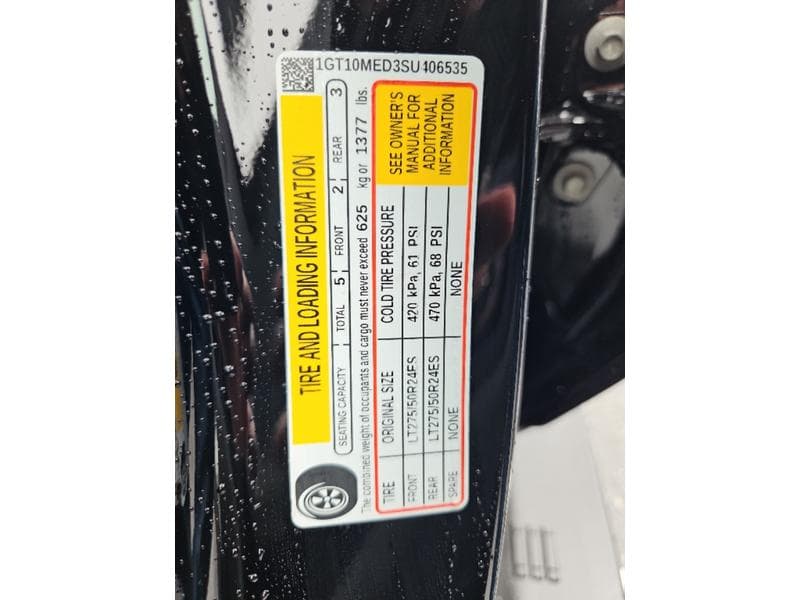 1GT10MED3SU406535
TIRE AND LOADING INFORMATION
SEATING CAPACITY TOTAL 5 FRONT 2 REAR 3
The combined weight of occupants and cargo must never exceed 625 kg or 1377 lbs.
TIRE ORIGINAL SIZE COLD TIRE PRESSURE
FRONT LT275/50R24ES 420 kPa, 61 PSI
REAR LT275/50R24ES 470 kPa, 68 PSI
SPARE NONE NONE
SEE OWNER'S
MANUAL FOR
ADDITIONAL
INFORMATION